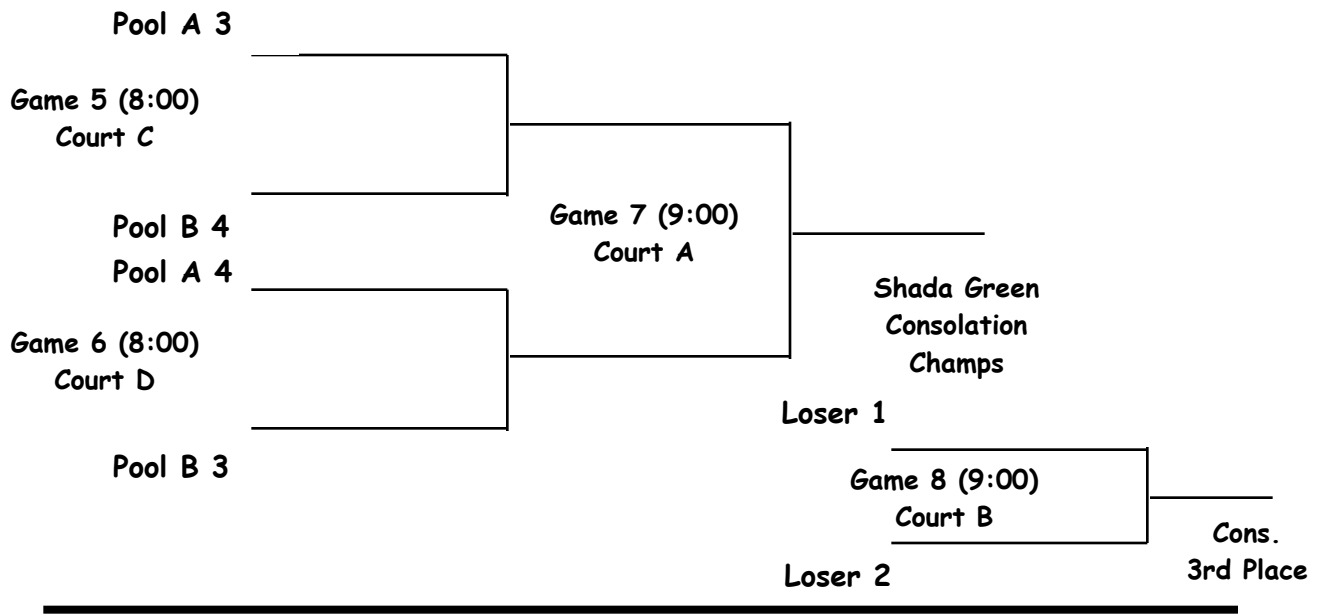 Pool A 3
Game 5 (8:00)
Court C
Pool B 4
Game 7 (9:00)
Court A
Pool A 4
Game 6 (8:00)
Court D
Pool B 3
Shada Green
Consolation
Champs
Loser 1
Game 8 (9:00)
Court B
Loser 2
Cons.
3rd Place